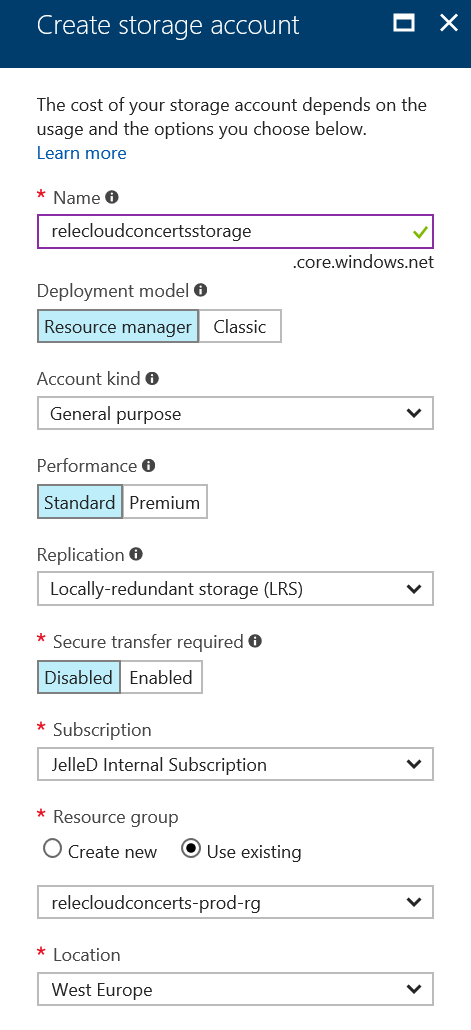 Create storage account
The cost of your storage account depends on the
usage and the options you choose below.
Learn more
* Name
relecloudconcertsstorage
.core.windows.net
Deployment model
Resource manager Classic
Account kind
General purpose
Performance
Standard Premium
Replication
Locally-redundant storage (LRS)
* Secure transfer required
Disabled Enabled
* Subscription
JelleD Internal Subscription
* Resource group
Create new Use existing
relecloudconcerts-prod-rg
* Location
West Europe